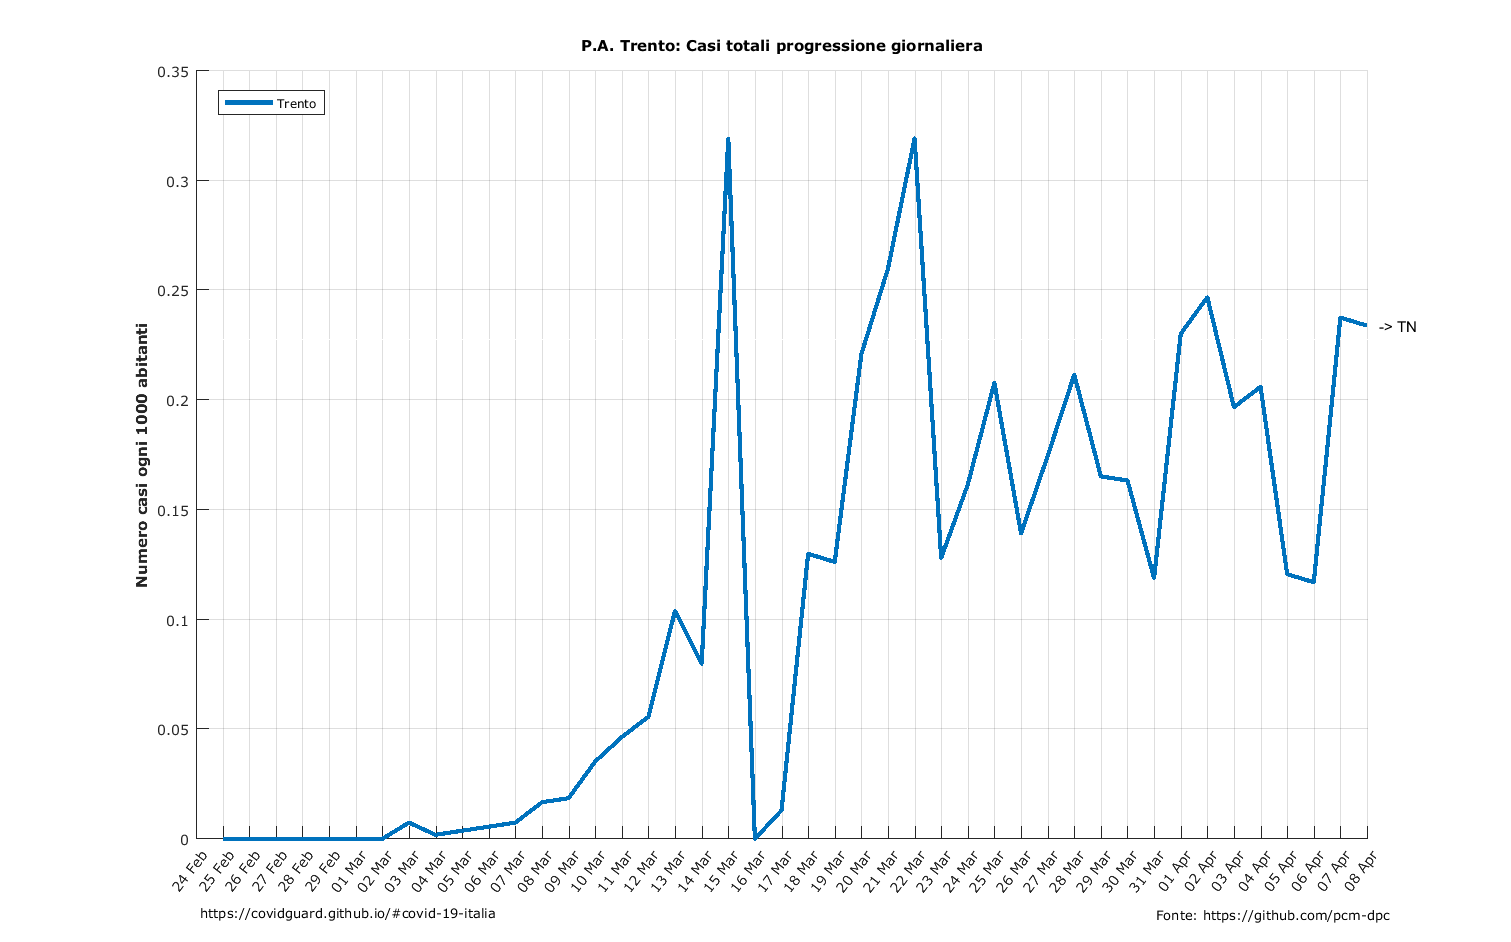 P.A. Trento: Casi totali progressione giornaliera
0.35
Trento
0.3
0.25
-> TN
0.2
0.15
0.1
0.05
0
Numero casi ogni 1000 abitanti
24 Feb
25 Feb
26 Feb
27 Feb
28 Feb
29 Feb
01 Mar
02 Mar
03 Mar
04 Mar
05 Mar
06 Mar
07 Mar
08 Mar
09 Mar
10 Mar
11 Mar
12 Mar
13 Mar
14 Mar
15 Mar
16 Mar
17 Mar
18 Mar
19 Mar
20 Mar
21 Mar
22 Mar
23 Mar
24 Mar
25 Mar
26 Mar
27 Mar
28 Mar
29 Mar
30 Mar
31 Mar
01 Apr
02 Apr
03 Apr
04 Apr
05 Apr
06 Apr
07 Apr
08 Apr
https://covidguard.github.io/#covid-19-italia
Fonte: https://github.com/pcm-dpc